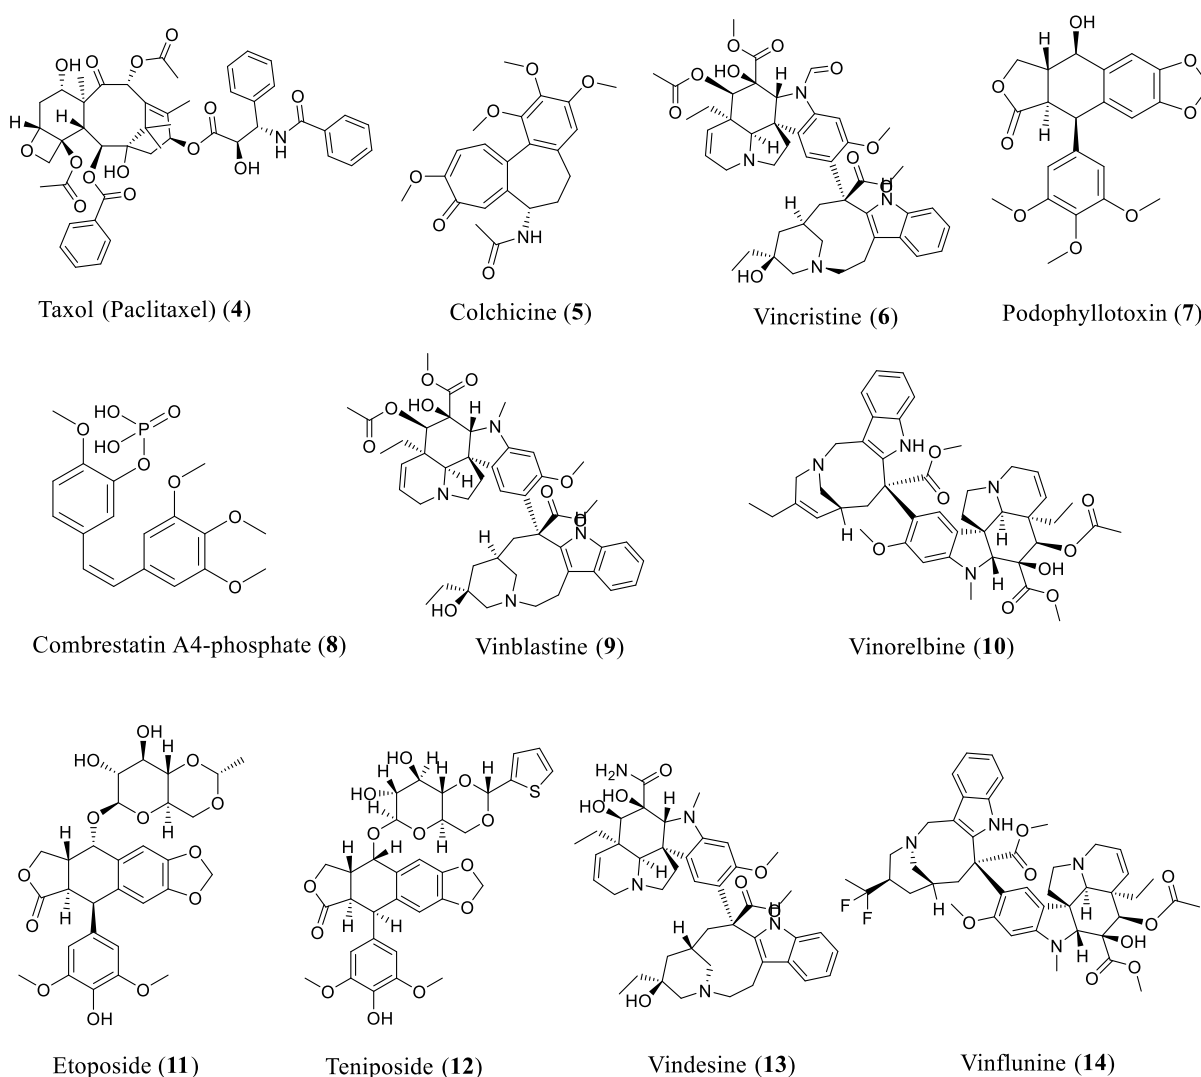 Taxol (Paclitaxel) (4)
Colchicine (5)
Vincristine (6)
Podophyllotoxin (7)
Combrestatin A4-phosphate (8)
Vinblastine (9)
Vinorelbine (10)
Etoposide (11)
Teniposide (12)
Vindesine (13)
Vinflunine (14)